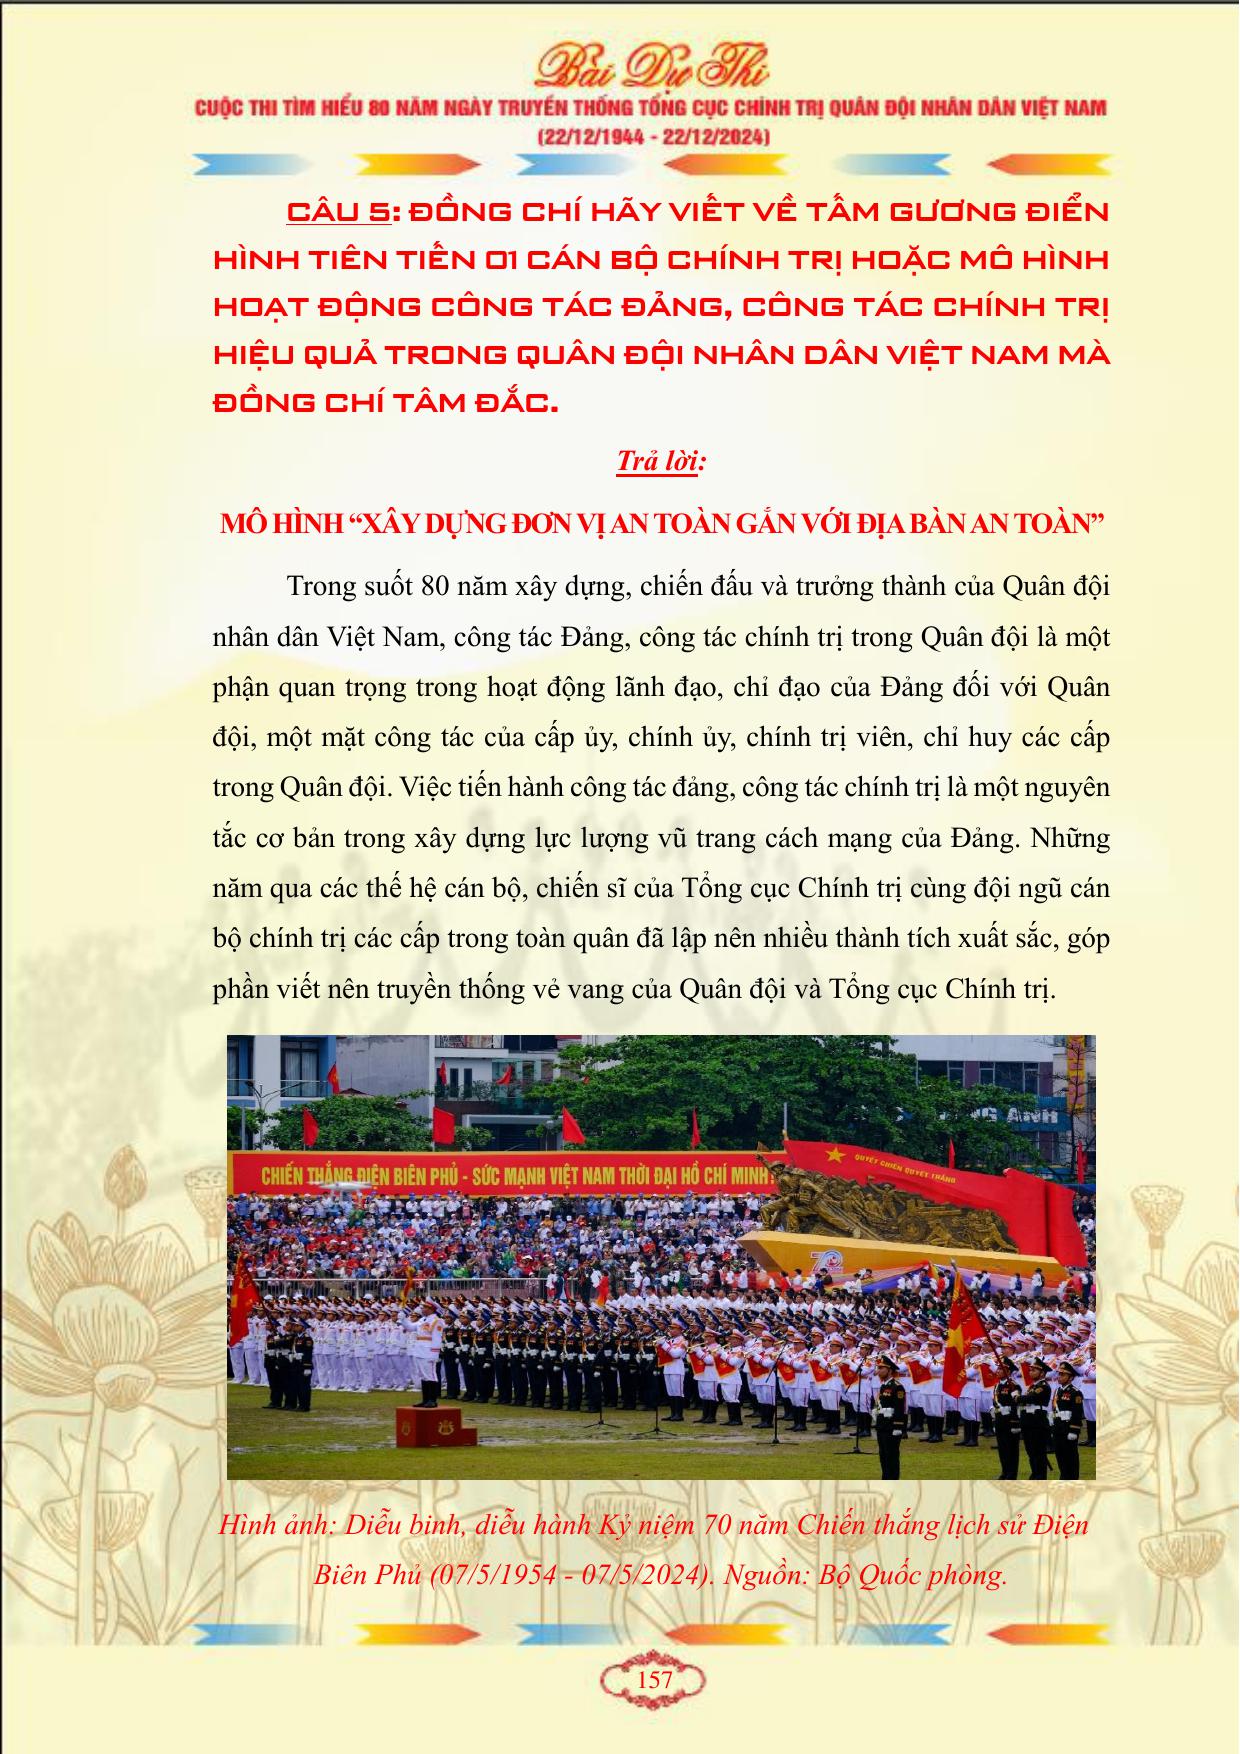 Bài Dự Thi
CUỘC THI TÌM HIỂU 80 NĂM NGÀY TRUYỀN THỐNG TỔNG CỤC CHÍNH TRỊ QUÂN ĐỘI NHÂN DÂN VIỆT NAM
(22/12/1944 - 22/12/2024)
CÂU 5: ĐỒNG CHÍ HÃY VIẾT VỀ TẤM GƯƠNG ĐIỂN
HÌNH TIÊN TIẾN 01 CÁN BỘ CHÍNH TRỊ HOẶC MÔ HÌNH
HOẠT ĐỘNG CÔNG TÁC ĐẢNG, CÔNG TÁC CHÍNH TRỊ
HIỆU QUẢ TRONG QUÂN ĐỘI NHÂN DÂN VIỆT NAM MÀ
ĐỒNG CHÍ TÂM ĐẮC.
Trả lời:
MÔ HÌNH “XÂY DỰNG ĐƠN VỊ AN TOÀN GẮN VỚI ĐỊA BÀN AN TOÀN”
Trong suốt 80 năm xây dựng, chiến đấu và trưởng thành của Quân đội
nhân dân Việt Nam, công tác Đảng, công tác chính trị trong Quân đội là một
phận quan trọng trong hoạt động lãnh đạo, chỉ đạo của Đảng đối với Quân
đội, một mặt công tác của cấp ủy, chính ủy, chính trị viên, chỉ huy các cấp
trong Quân đội. Việc tiến hành công tác đảng, công tác chính trị là một nguyên
tắc cơ bản trong xây dựng lực lượng vũ trang cách mạng của Đảng. Những
năm qua các thế hệ cán bộ, chiến sĩ của Tổng cục Chính trị cùng đội ngũ cán
bộ chính trị các cấp trong toàn quân đã lập nên nhiều thành tích xuất sắc, góp
phần viết nên truyền thống vẻ vang của Quân đội và Tổng cục Chính trị.
QUYẾT CHIẾN QUYẾT THẮNG
CHIẾN THẮNG ĐIỆN BIÊN PHỦ - SỨC MẠNH VIỆT NAM THỜI ĐẠI HỒ CHÍ MINH!
Hình ảnh: Diễu binh, diễu hành Kỷ niệm 70 năm Chiến thắng lịch sử Điện
Biên Phủ (07/5/1954 - 07/5/2024). Nguồn: Bộ Quốc phòng.
157